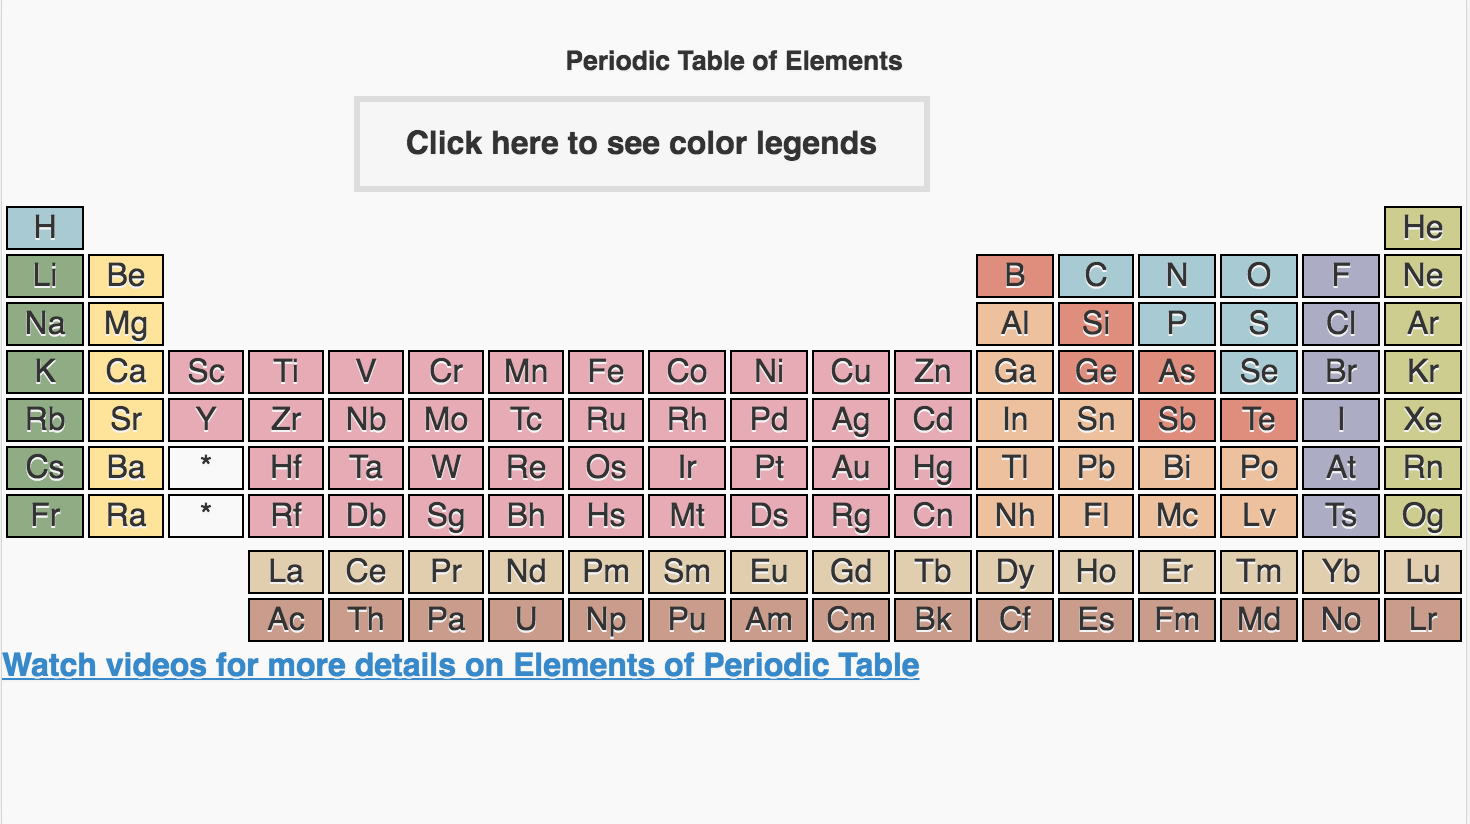 Periodic Table of Elements
Click here to see color legends
H He
Li Be B C N O F Ne
Na Mg Al Si P S Cl Ar
K Ca Sc Ti V Cr Mn Fe Co Ni Cu Zn Ga Ge As Se Br Kr
Rb Sr Y Zr Nb Mo Tc Ru Rh Pd Ag Cd In Sn Sb Te I Xe
Cs Ba * Hf Ta W Re Os Ir Pt Au Hg Tl Pb Bi Po At Rn
Fr Ra * Rf Db Sg Bh Hs Mt Ds Rg Cn Nh Fl Mc Lv Ts Og
La Ce Pr Nd Pm Sm Eu Gd Tb Dy Ho Er Tm Yb Lu
Ac Th Pa U Np Pu Am Cm Bk Cf Es Fm Md No Lr
Watch videos for more details on Elements of Periodic Table